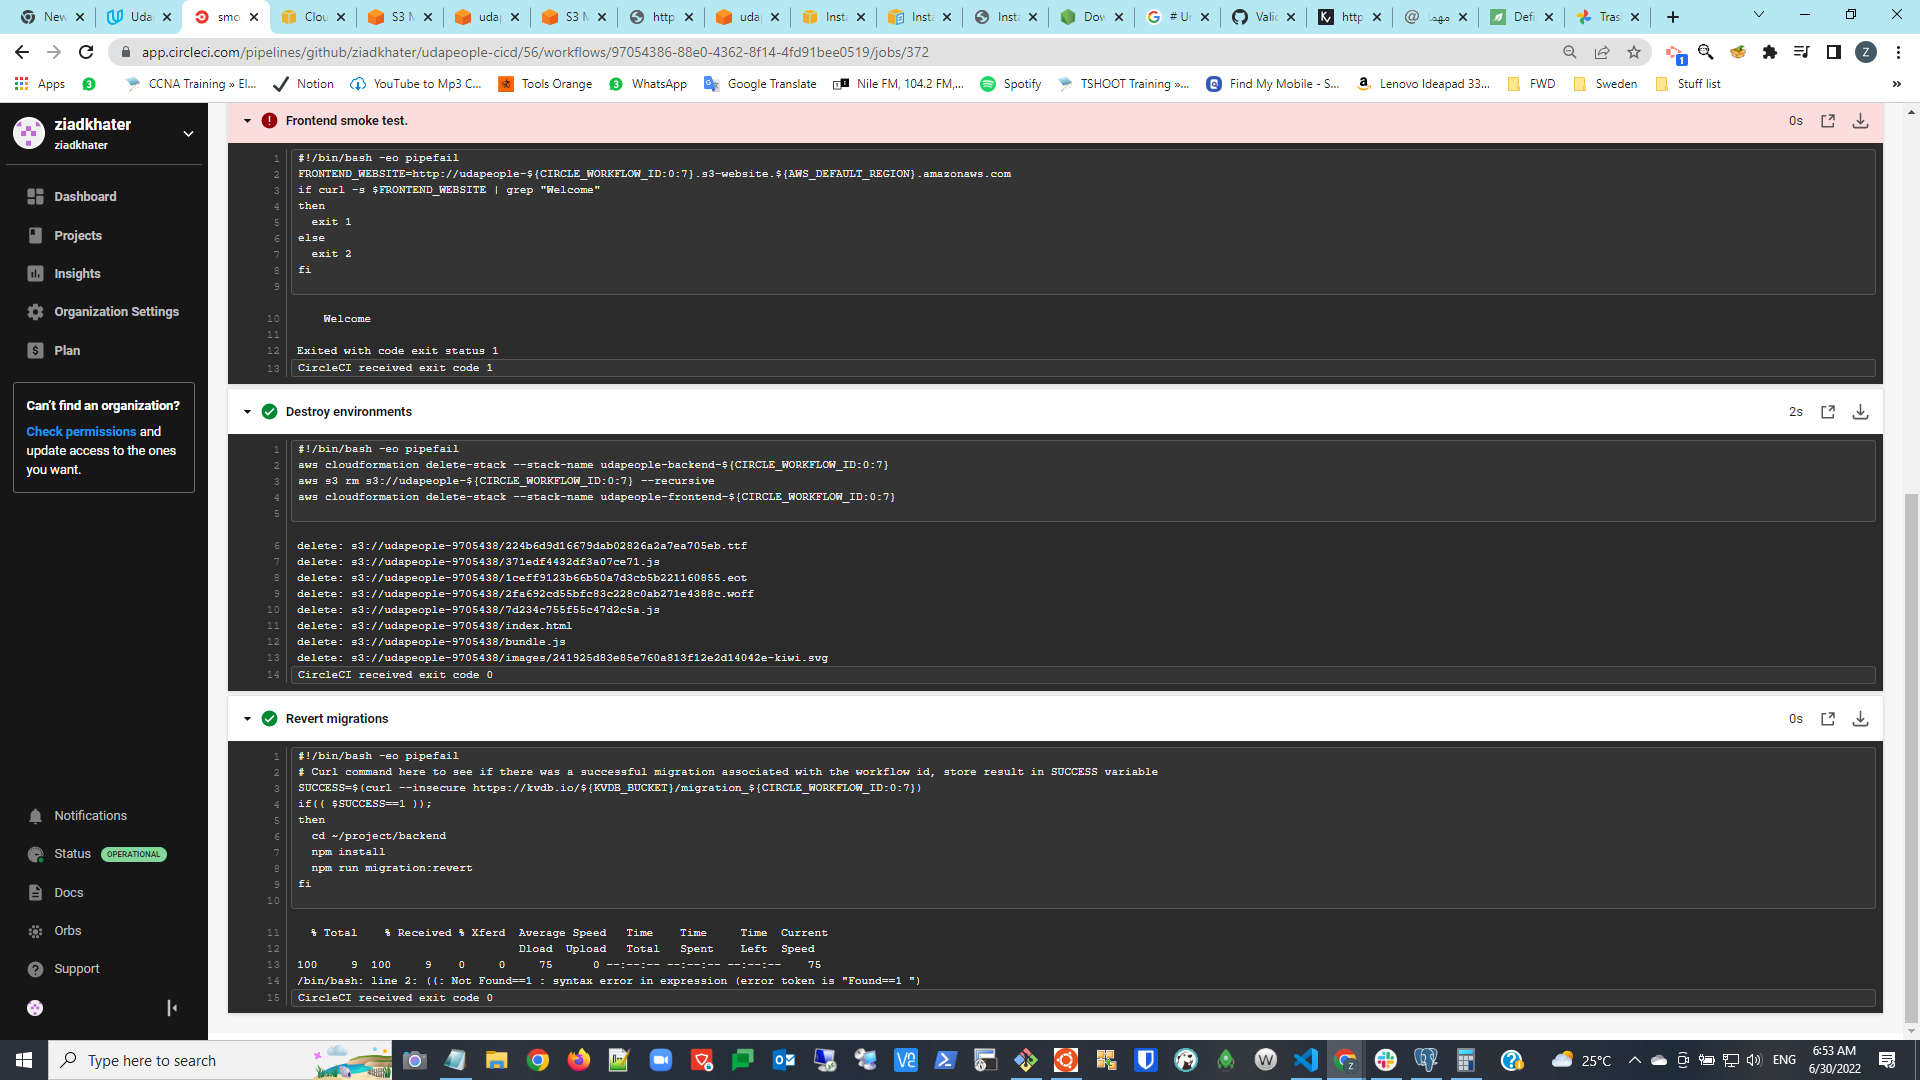 New
Uda
smo
Clou
S3 M
udap
S3 M
http
udap
Insta
Insta
Insta
Dow
# Ur
Valic
http
مهما
Defi
Tras
app.circleci.com/pipelines/github/ziadkhater/udapeople-cicd/56/workflows/97054386-88e0-4362-8f14-4fd91bee0519/jobs/372
1
Z
Apps
3
CCNA Training » El...
Notion
YouTube to Mp3 C...
Tools Orange
3
WhatsApp
Google Translate
Nile FM, 104.2 FM,...
Spotify
TSHOOT Training »...
Find My Mobile - S...
Lenovo Ideapad 33...
FWD
Sweden
Stuff list
»
ziadkhater
ziadkhater
Dashboard
Projects
Insights
Organization Settings
Plan
Can't find an organization?
Check permissions and
update access to the ones
you want.
Notifications
Status OPERATIONAL
Docs
Orbs
Support
Frontend smoke test.
0s
1 #!/bin/bash -eo pipefail
2 FRONTEND_WEBSITE=http://udapeople-${CIRCLE_WORKFLOW_ID:0:7}.s3-website.${AWS_DEFAULT_REGION}.amazonaws.com
3 if curl -s $FRONTEND_WEBSITE | grep "Welcome"
4 then
5   exit 1
6 else
7   exit 2
8 fi
9
10     Welcome
11
12 Exited with code exit status 1
13 CircleCI received exit code 1
Destroy environments
2s
1 #!/bin/bash -eo pipefail
2 aws cloudformation delete-stack --stack-name udapeople-backend-${CIRCLE_WORKFLOW_ID:0:7}
3 aws s3 rm s3://udapeople-${CIRCLE_WORKFLOW_ID:0:7} --recursive
4 aws cloudformation delete-stack --stack-name udapeople-frontend-${CIRCLE_WORKFLOW_ID:0:7}
5
6 delete: s3://udapeople-9705438/224b6d9d16679dab02826a2a7ea705eb.ttf
7 delete: s3://udapeople-9705438/371edf4432df3a07ce71.js
8 delete: s3://udapeople-9705438/1ceff9123b66b50a7d3cb5b221160855.eot
9 delete: s3://udapeople-9705438/2fa692cd55bfc83c228c0ab271e4388c.woff
10 delete: s3://udapeople-9705438/7d234c755f55c47d2c5a.js
11 delete: s3://udapeople-9705438/index.html
12 delete: s3://udapeople-9705438/bundle.js
13 delete: s3://udapeople-9705438/images/241925d83e85e760a813f12e2d14042e-kiwi.svg
14 CircleCI received exit code 0
Revert migrations
0s
1 #!/bin/bash -eo pipefail
2 # Curl command here to see if there was a successful migration associated with the workflow id, store result in SUCCESS variable
3 SUCCESS=$(curl --insecure https://kvdb.io/${KVDB_BUCKET}/migration_${CIRCLE_WORKFLOW_ID:0:7})
4 if(( $SUCCESS==1 ));
5 then
6   cd ~/project/backend
7   npm install
8   npm run migration:revert
9 fi
10
11   % Total    % Received % Xferd  Average Speed   Time    Time     Time  Current
12                                  Dload  Upload   Total   Spent    Left  Speed
13 100     9  100     9    0     0     75      0 --:--:-- --:--:-- --:--:--    75
14 /bin/bash: line 2: ((: Not Found==1 : syntax error in expression (error token is "Found==1 ")
15 CircleCI received exit code 0
Type here to search
25°C
ENG
6:53 AM
6/30/2022